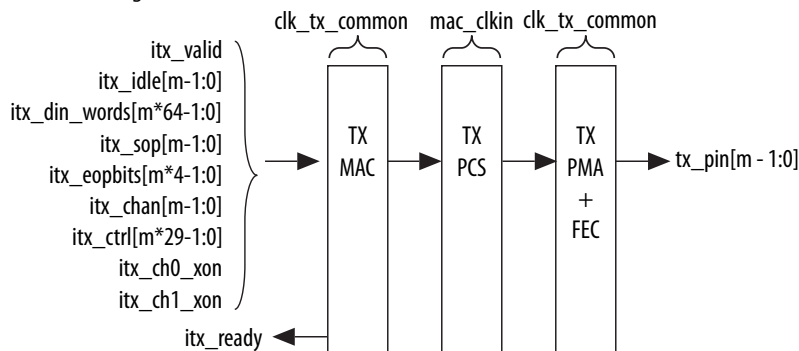 clk_tx_common mac_clkin clk_tx_common
itx_valid
itx_idle[m-1:0]
itx_din_words[m*64-1:0]
itx_sop[m-1:0]
itx_eopbits[m*4-1:0]
itx_chan[m-1:0]
itx_ctrl[m*29-1:0]
itx_ch0_xon
itx_ch1_xon
itx_ready
TX
MAC
TX
PCS
TX
PMA
+
FEC
tx_pin[m - 1:0]